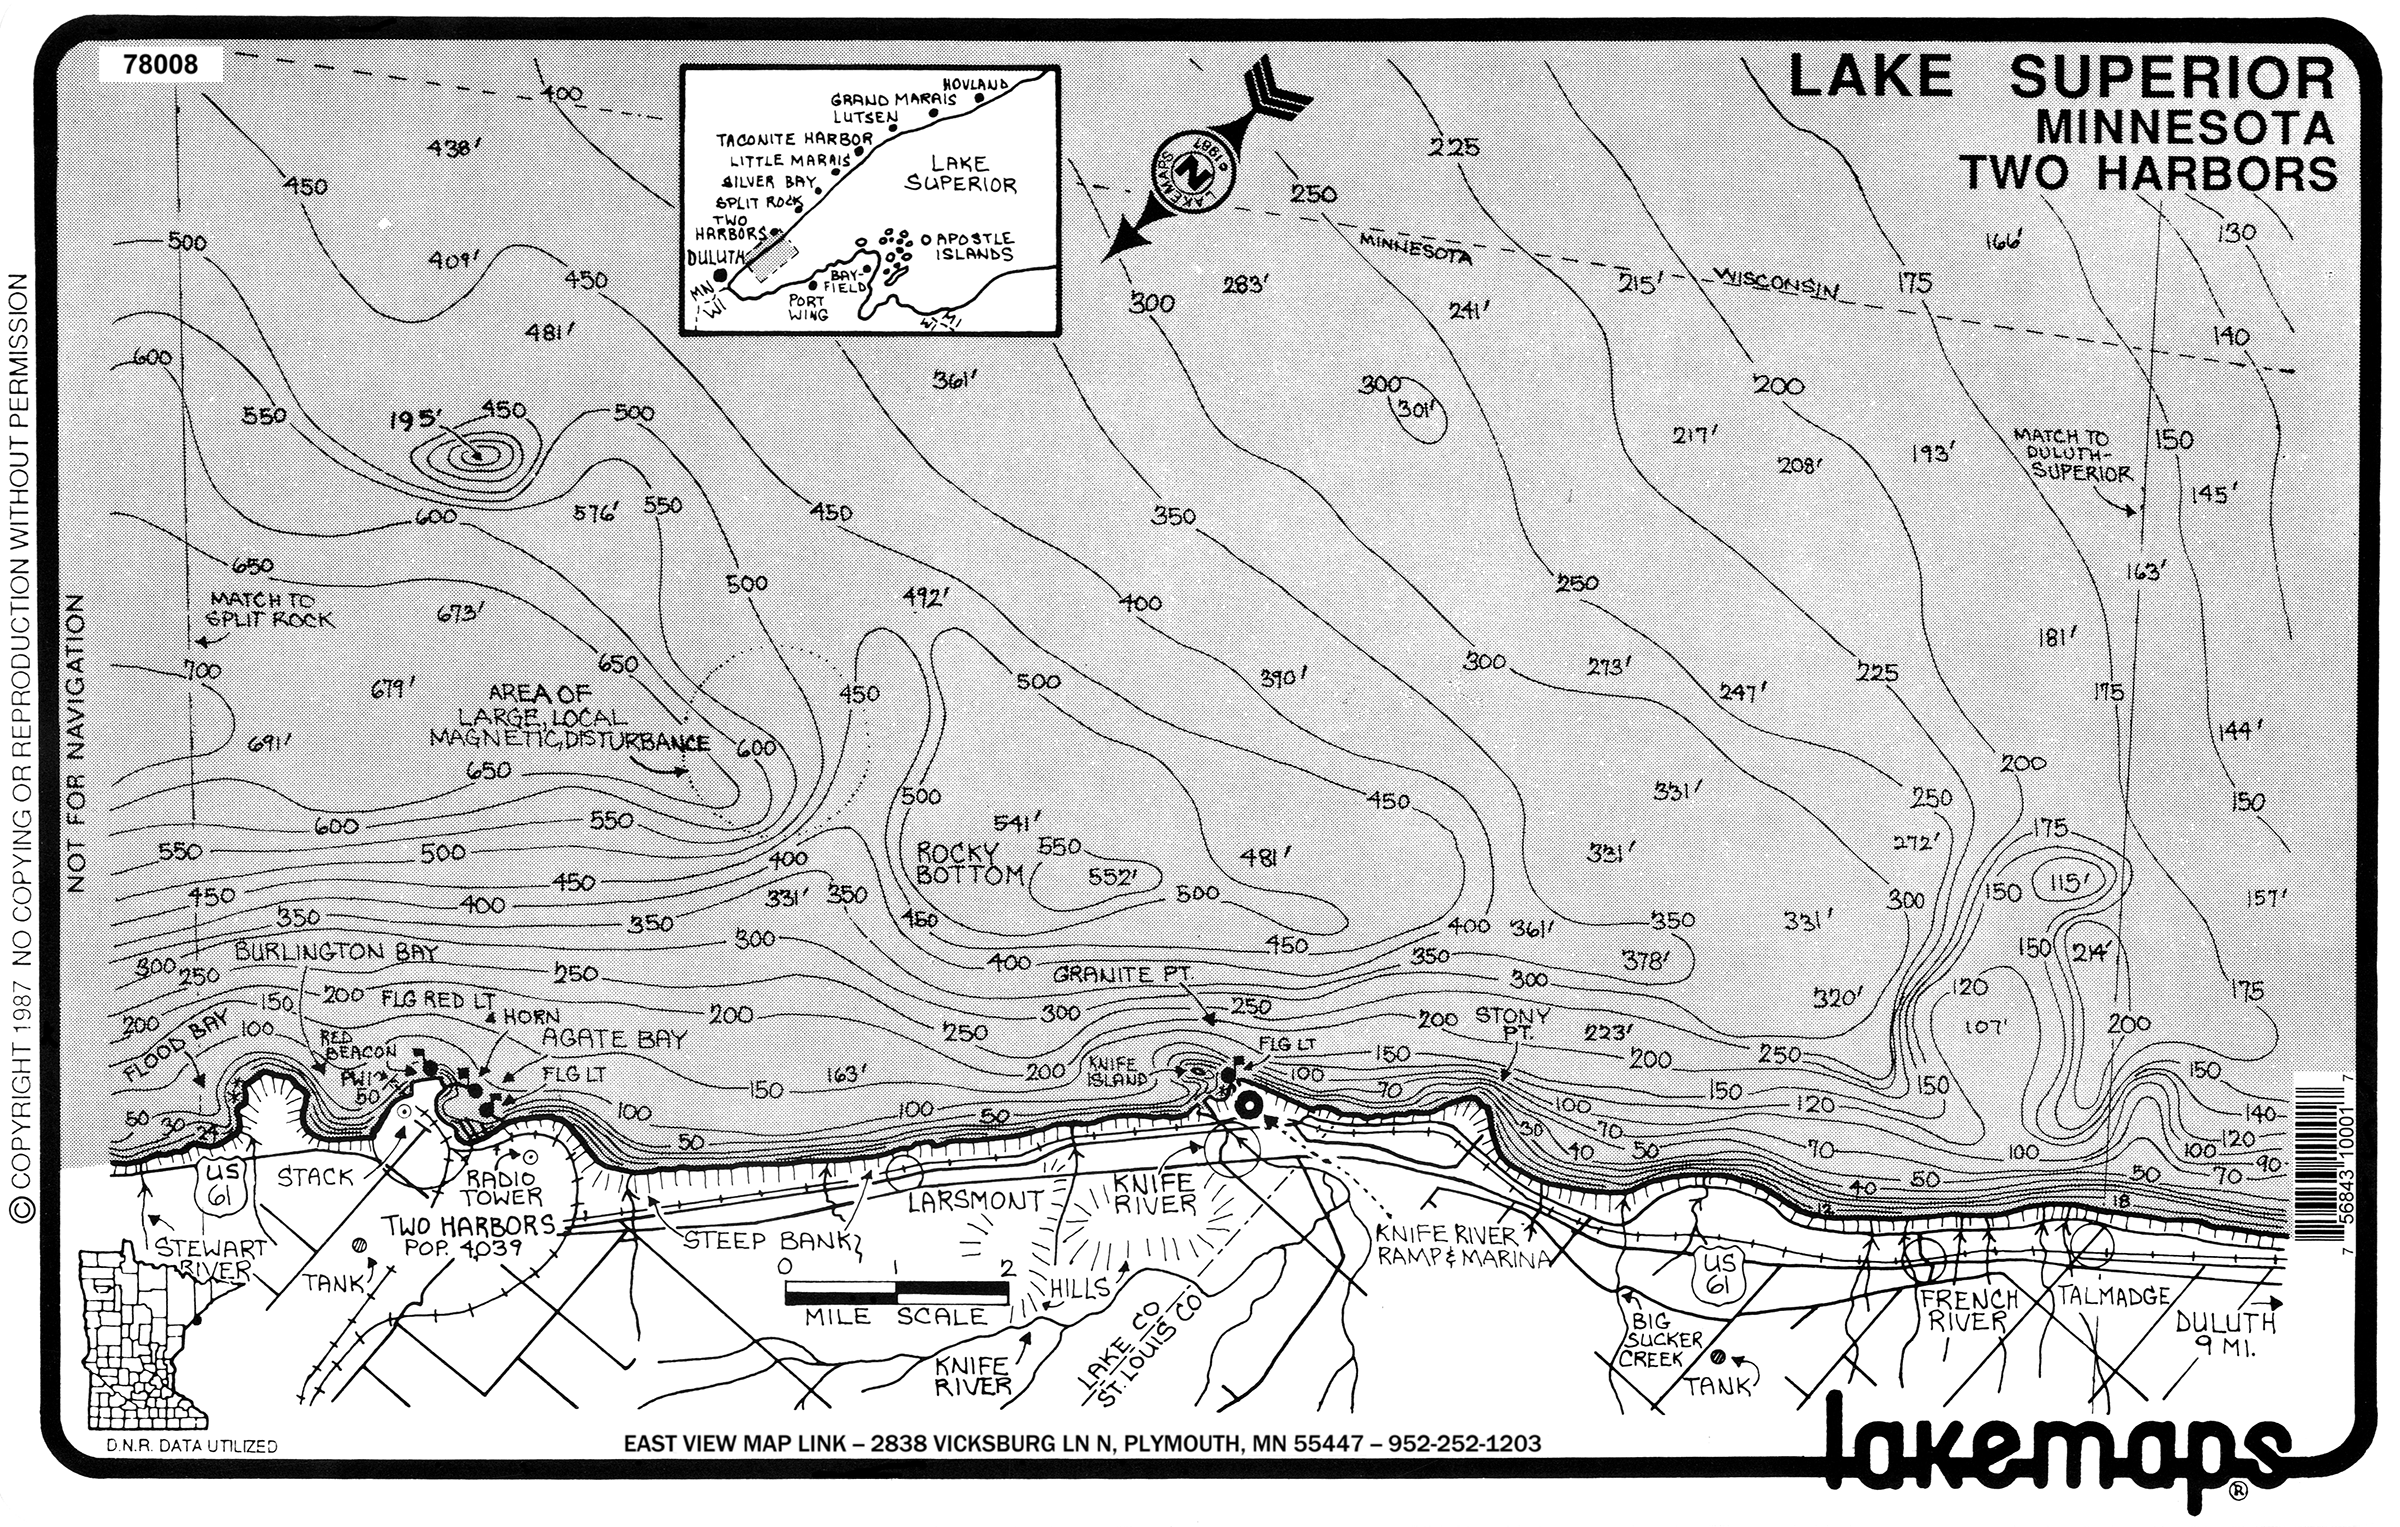 78008
LAKE SUPERIOR
MINNESOTA
TWO HARBORS
HOVLAND
GRAND MARAIS
LUTSEN
TACONITE HARBOR
LITTLE MARAIS
SILVER BAY
SPLIT ROCK
TWO
HARBORS
DULUTH
MN
WI
LAKE
SUPERIOR
APOSTLE
ISLANDS
BAY-
FIELD
PORT
WING
WI
MI
LAKEMAPS
© 1987
N
400
438'
450
225
250
166'
130
500
409'
450
MINNESOTA
283'
215'
WISCONSIN
175
300
241'
481'
140
600
361'
300
301'
200
550
195'
450
500
217'
208'
193'
MATCH TO
DULUTH-
SUPERIOR
150
145'
600
576'
550
450
350
650
500
492'
400
250
163'
MATCH TO
SPLIT ROCK
673'
181'
700
650
679'
AREA OF
LARGE, LOCAL
MAGNETIC DISTURBANCE
450
500
390'
300
273'
247'
225
175
691'
600
144'
650
200
500
450
331'
250
150
600
550
541'
272'
175
550
500
400
ROCKY
BOTTOM
550
552'
481'
331'
115'
450
400
450
331'
350
500
300
150
157'
350
350
450
400
361'
350
331'
BURLINGTON BAY
300
450
150
214'
300
250
250
400
GRANITE PT.
350
378'
300
120
175
150
200
FLG RED LT
HORN
200
250
300
250
200
STONY
PT.
223'
320'
107'
200
200
FLOOD BAY
100
RED
BEACON
AGATE BAY
FLG LT
150
200
250
PWI
50
FLG LT
150
163'
200
KNIFE
ISLAND
100
70
150
120
150
150
50
30
24
100
50
100
50
100
70
30
40
50
70
50
100
140
120
100
90
70
50
40
12
18
US
61
STACK
RADIO
TOWER
LARSMONT
KNIFE
RIVER
TWO HARBORS
POP. 4,039
STEEP BANK
KNIFE RIVER
RAMP & MARINA
STEWART
RIVER
TANK
0 1 2
MILE SCALE
HILLS
US
61
FRENCH
RIVER
TALMADGE
DULUTH
9 MI.
BIG
SUCKER
CREEK
TANK
KNIFE
RIVER
LAKE CO
ST. LOUIS CO
D.N.R. DATA UTILIZED
EAST VIEW MAP LINK – 2838 VICKSBURG LN N, PLYMOUTH, MN 55447 – 952-252-1203
lakemaps®
© COPYRIGHT 1987 NO COPYING OR REPRODUCTION WITHOUT PERMISSION
NOT FOR NAVIGATION
7 56843 10001 7